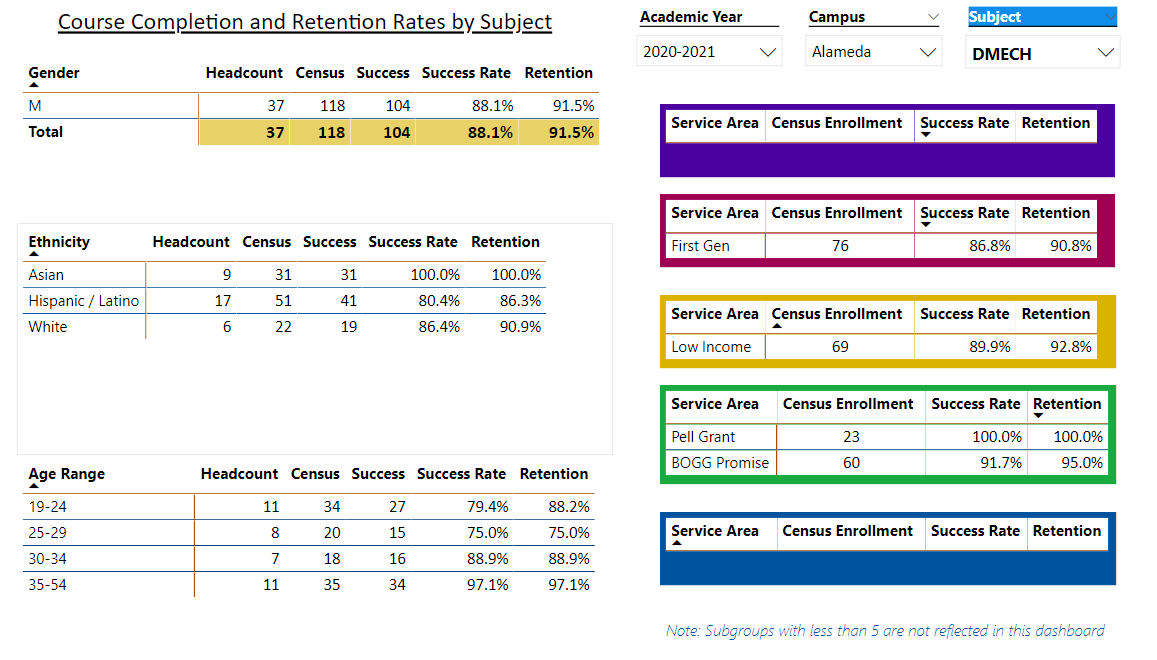 Course Completion and Retention Rates by Subject
Academic Year
2020-2021
Campus
Alameda
Subject
DMECH
Gender Headcount Census Success Success Rate Retention
M 37 118 104 88.1% 91.5%
Total 37 118 104 88.1% 91.5%
Ethnicity Headcount Census Success Success Rate Retention
Asian 9 31 31 100.0% 100.0%
Hispanic / Latino 17 51 41 80.4% 86.3%
White 6 22 19 86.4% 90.9%
Age Range Headcount Census Success Success Rate Retention
19-24 11 34 27 79.4% 88.2%
25-29 8 20 15 75.0% 75.0%
30-34 7 18 16 88.9% 88.9%
35-54 11 35 34 97.1% 97.1%
Service Area Census Enrollment Success Rate Retention
Service Area Census Enrollment Success Rate Retention
First Gen 76 86.8% 90.8%
Service Area Census Enrollment Success Rate Retention
Low Income 69 89.9% 92.8%
Service Area Census Enrollment Success Rate Retention
Pell Grant 23 100.0% 100.0%
BOGG Promise 60 91.7% 95.0%
Service Area Census Enrollment Success Rate Retention
Note: Subgroups with less than 5 are not reflected in this dashboard